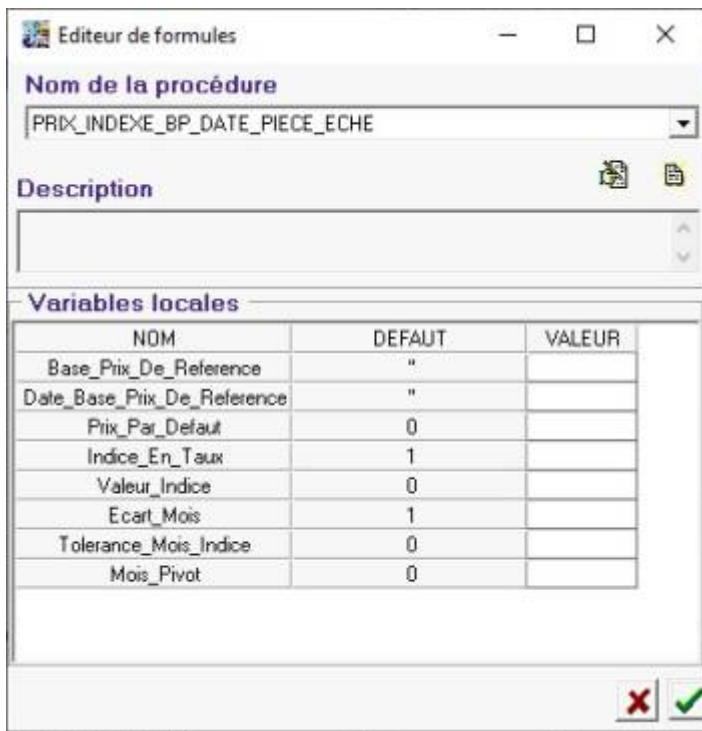 Editeur de formules
Nom de la procédure
PRIX_INDEXE_BP_DATE_PIECE_ECHE
Description
Variables locales
NOM DEFAUT VALEUR
Base_Prix_De_Reference ''
Date_Base_Prix_De_Reference ''
Prix_Par_Defaut 0
Indice_En_Taux 1
Valeur_Indice 0
Ecart_Mois 1
Tolerance_Mois_Indice 0
Mois_Pivot 0